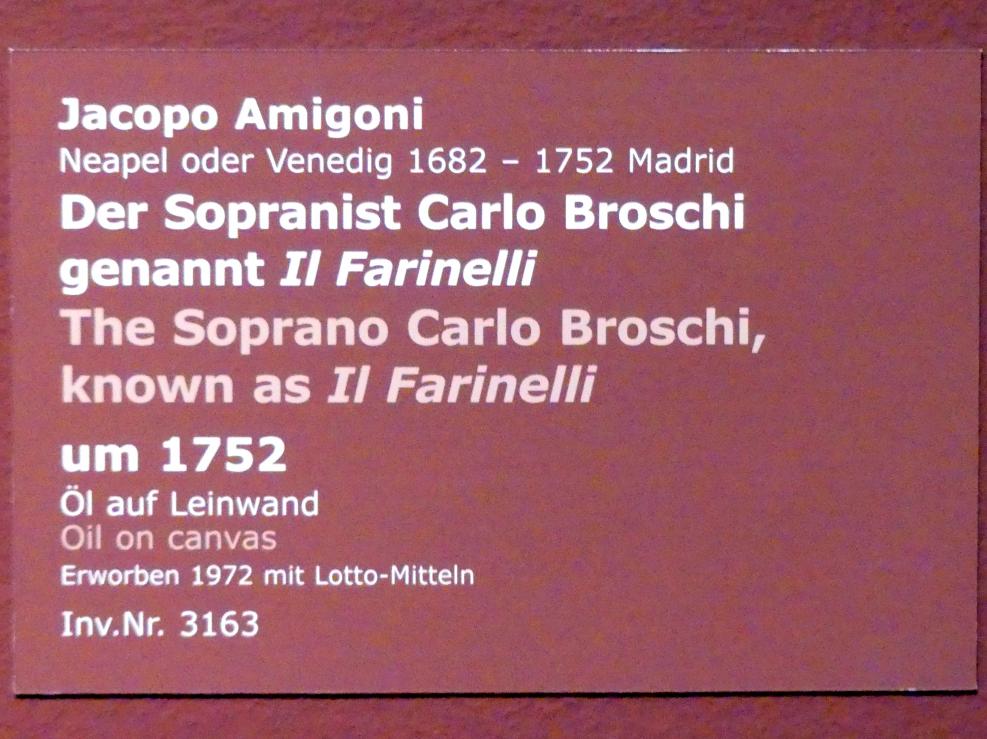 Jacopo Amigoni
Neapel oder Venedig 1682 – 1752 Madrid
Der Sopranist Carlo Broschi
genannt Il Farinelli
The Soprano Carlo Broschi,
known as Il Farinelli
um 1752
Öl auf Leinwand
Oil on canvas
Erworben 1972 mit Lotto-Mitteln
Inv.Nr. 3163